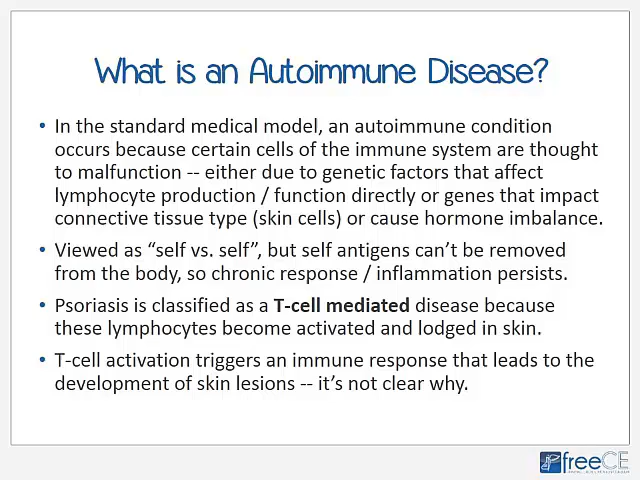 What is an Autoimmune Disease?
• In the standard medical model, an autoimmune condition
occurs because certain cells of the immune system are thought
to malfunction -- either due to genetic factors that affect
lymphocyte production / function directly or genes that impact
connective tissue type (skin cells) or cause hormone imbalance.
• Viewed as “self vs. self”, but self antigens can’t be removed
from the body, so chronic response / inflammation persists.
• Psoriasis is classified as a T-cell mediated disease because
these lymphocytes become activated and lodged in skin.
• T-cell activation triggers an immune response that leads to the
development of skin lesions -- it’s not clear why.
freeCE